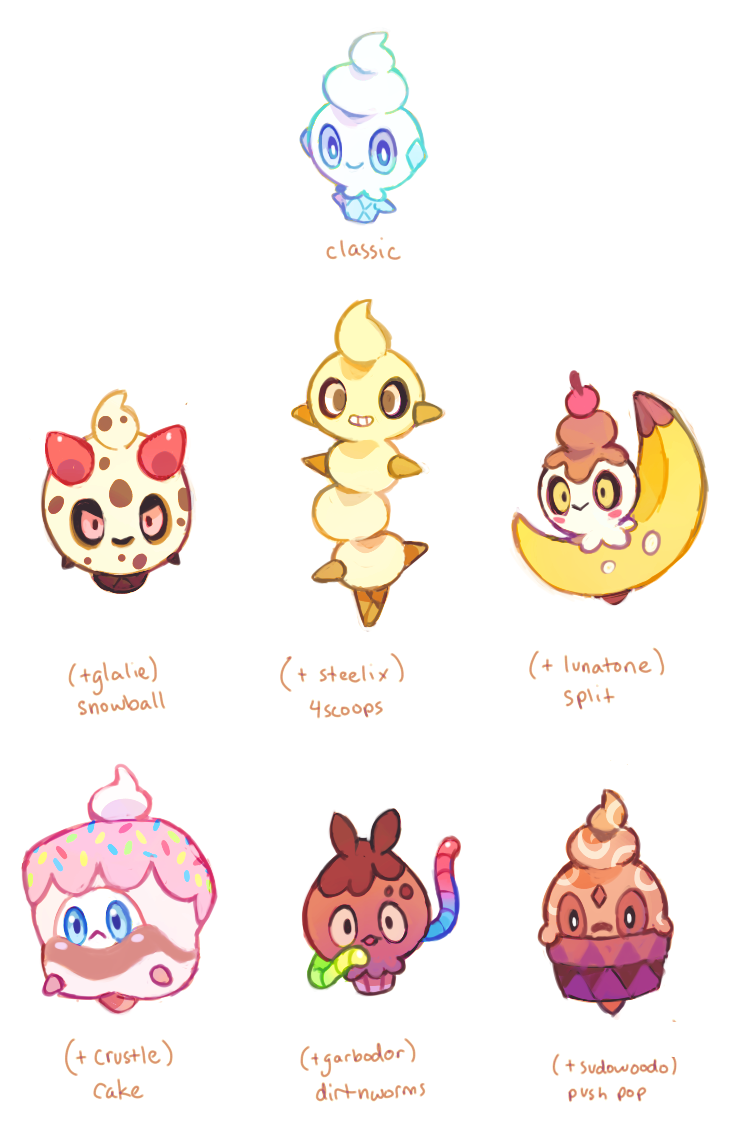 classic
(+glalie)
snowball
(+ steelix)
4scoops
(+ lunatone)
split
(+ crustle)
cake
(+garbodor)
dirtnworms
(+sudowoodo)
push pop